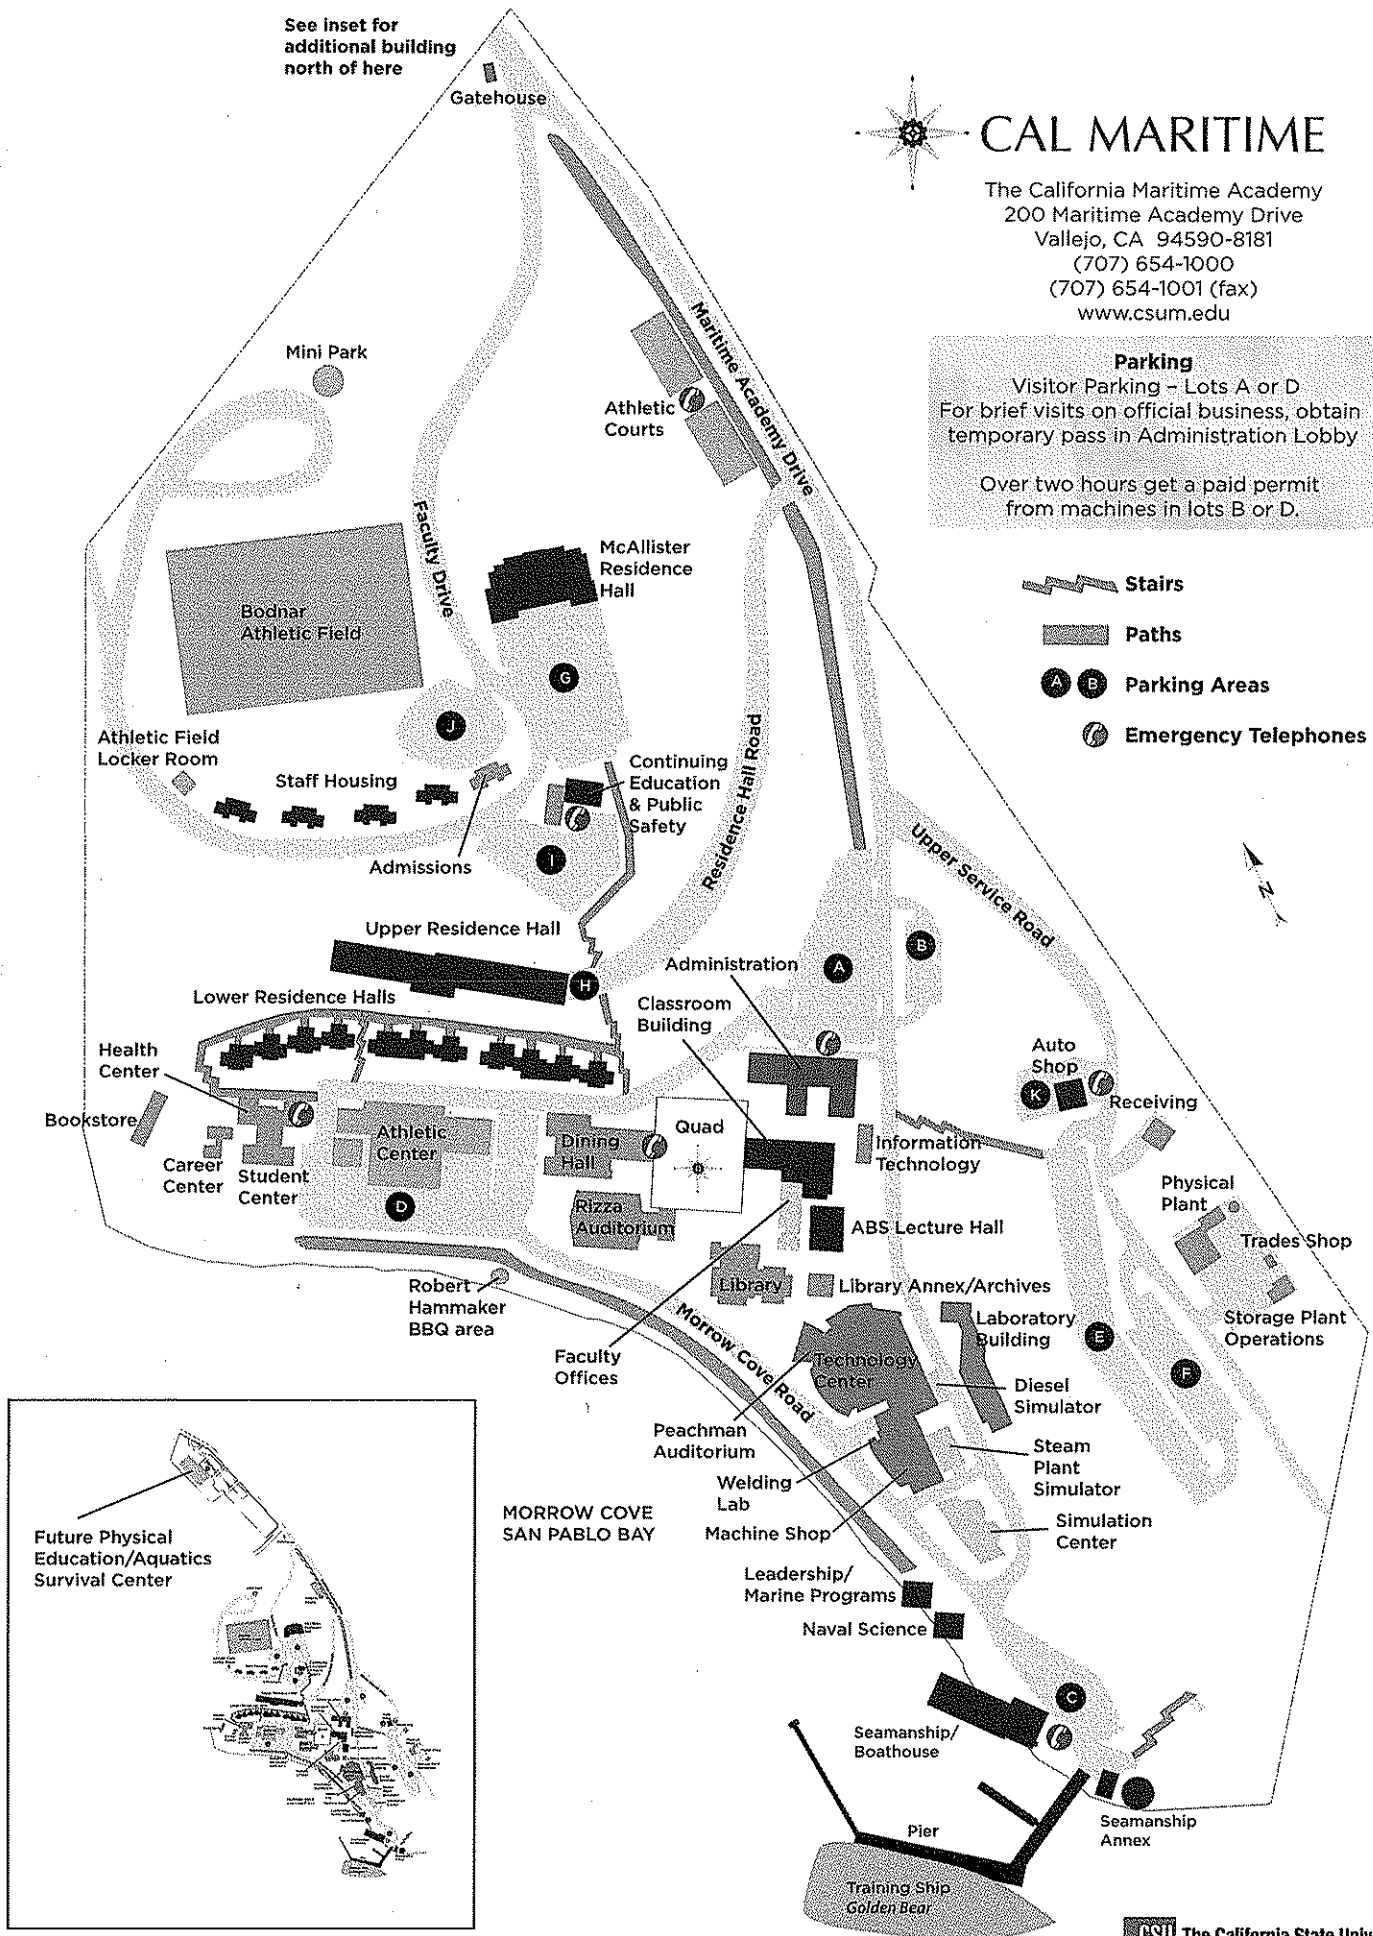 See inset for
additional building
north of here
Gatehouse
CAL MARITIME
The California Maritime Academy
200 Maritime Academy Drive
Vallejo, CA 94590-8181
(707) 654-1000
(707) 654-1001 (fax)
www.csum.edu
Parking
Visitor Parking – Lots A or D
For brief visits on official business, obtain
temporary pass in Administration Lobby
Over two hours get a paid permit
from machines in lots B or D.
Stairs
Paths
A B Parking Areas
Emergency Telephones
Mini Park
Athletic
Courts
Maritime Academy Drive
Faculty Drive
McAllister
Residence
Hall
Bodnar
Athletic Field
G
J
Athletic Field
Locker Room
Staff Housing
Admissions
Continuing
Education
& Public
Safety
I
Residence Hall Road
Upper Service Road
N
Upper Residence Hall
H
Administration
A
B
Lower Residence Halls
Classroom
Building
Health
Center
Auto
Shop
K
Receiving
Bookstore
Career
Center
Student
Center
Athletic
Center
D
Dining
Hall
Quad
Information
Technology
Rizza
Auditorium
ABS Lecture Hall
Physical
Plant
Trades Shop
Storage Plant
Operations
Robert
Hammaker
BBQ area
Library
Library Annex/Archives
Morrow Cove Road
Faculty
Offices
Laboratory
Building
E
F
Technology
Center
Diesel
Simulator
Peachman
Auditorium
Steam
Plant
Simulator
Welding
Lab
Machine Shop
Simulation
Center
MORROW COVE
SAN PABLO BAY
Leadership/
Marine Programs
Naval Science
C
Seamanship/
Boathouse
Seamanship
Annex
Pier
Training Ship
Golden Bear
Future Physical
Education/Aquatics
Survival Center
CSU The California State Univ